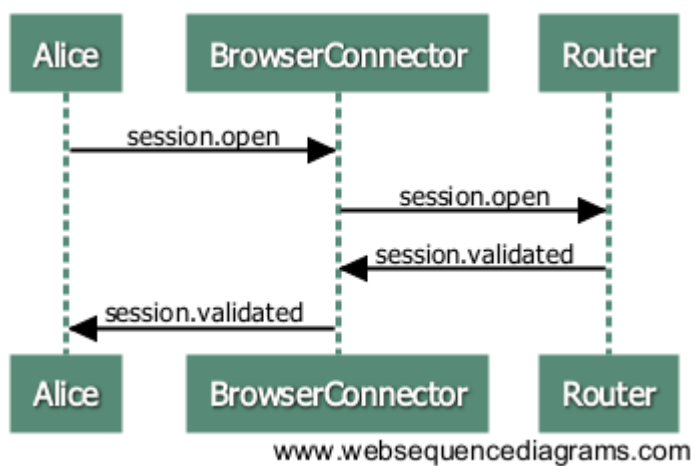 Alice BrowserConnector Router
session.open
session.open
session.validated
session.validated
Alice BrowserConnector Router
www.websequencediagrams.com